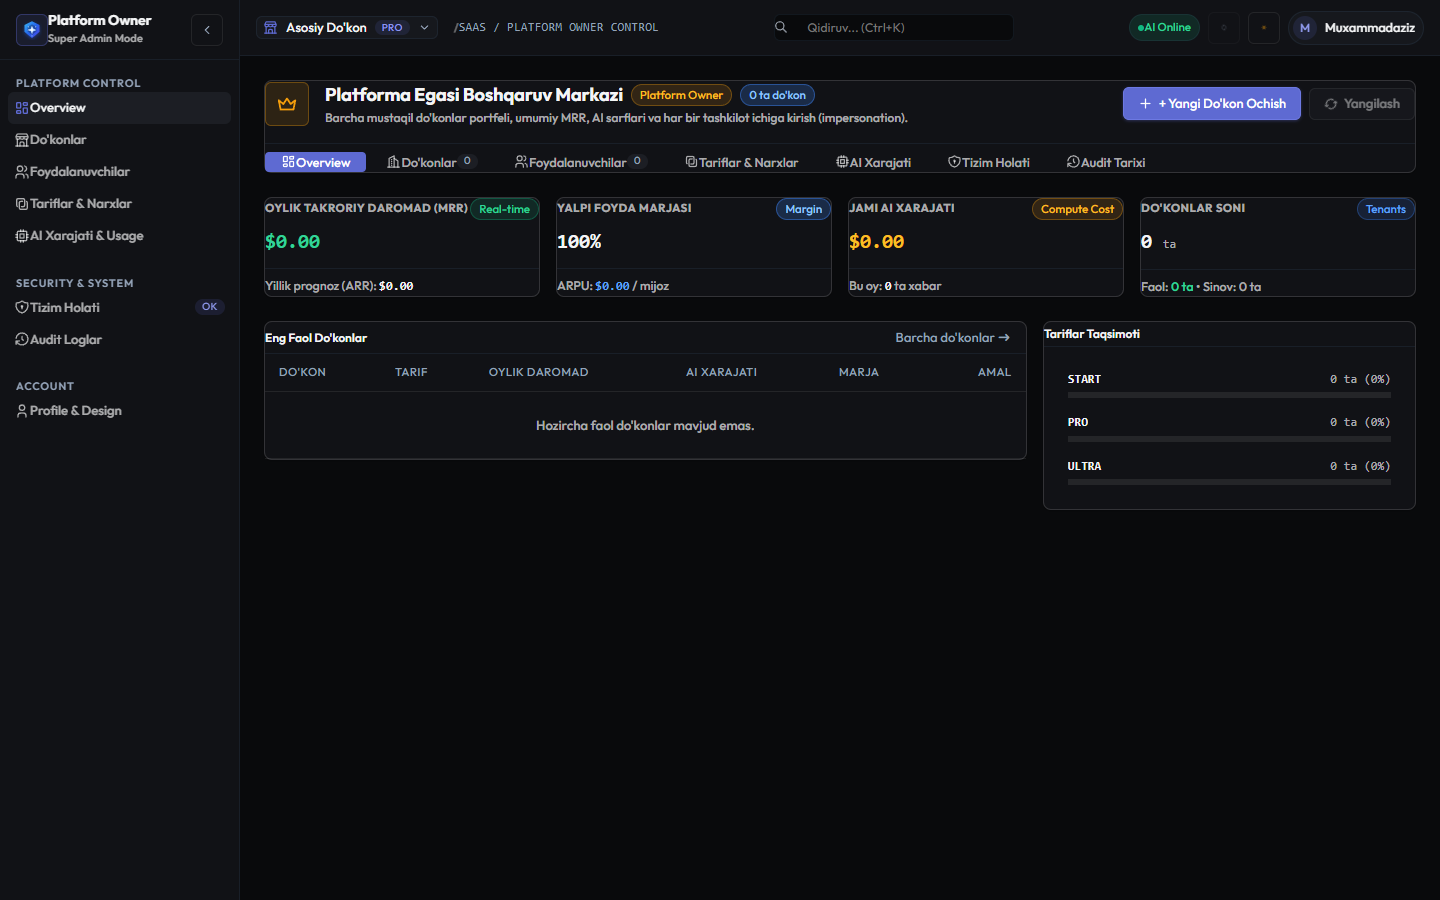 Platform Owner
Super Admin Mode
PLATFORM CONTROL
Overview
Do'konlar
Foydalanuvchilar
Tariflar & Narxlar
AI Xarajati & Usage
SECURITY & SYSTEM
Tizim Holati OK
Audit Loglar
ACCOUNT
Profile & Design
Asosiy Do'kon PRO /SAAS / PLATFORM OWNER CONTROL Qidiruv... (Ctrl+K) AI Online M Muxammadaziz
Platforma Egasi Boshqaruv Markazi Platform Owner 0 ta do'kon
Barcha mustaqil do'konlar portfeli, umumiy MRR, AI sarflari va har bir tashkilot ichiga kirish (impersonation).
+ Yangi Do'kon Ochish Yangilash
Overview Do'konlar 0 Foydalanuvchilar 0 Tariflar & Narxlar AI Xarajati Tizim Holati Audit Tarixi
OYLIK TAKRORIY DAROMAD (MRR) Real-time
$0.00
Yillik prognoz (ARR): $0.00
YALPI FOYDA MARJASI Margin
100%
ARPU: $0.00 / mijoz
JAMI AI XARAJATI Compute Cost
$0.00
Bu oy: 0 ta xabar
DO'KONLAR SONI Tenants
0 ta
Faol: 0 ta • Sinov: 0 ta
Eng Faol Do'konlar Barcha do'konlar →
DO'KON TARIF OYLIK DAROMAD AI XARAJATI MARJA AMAL
Hozircha faol do'konlar mavjud emas.
Tariflar Taqsimoti
START 0 ta (0%)
PRO 0 ta (0%)
ULTRA 0 ta (0%)